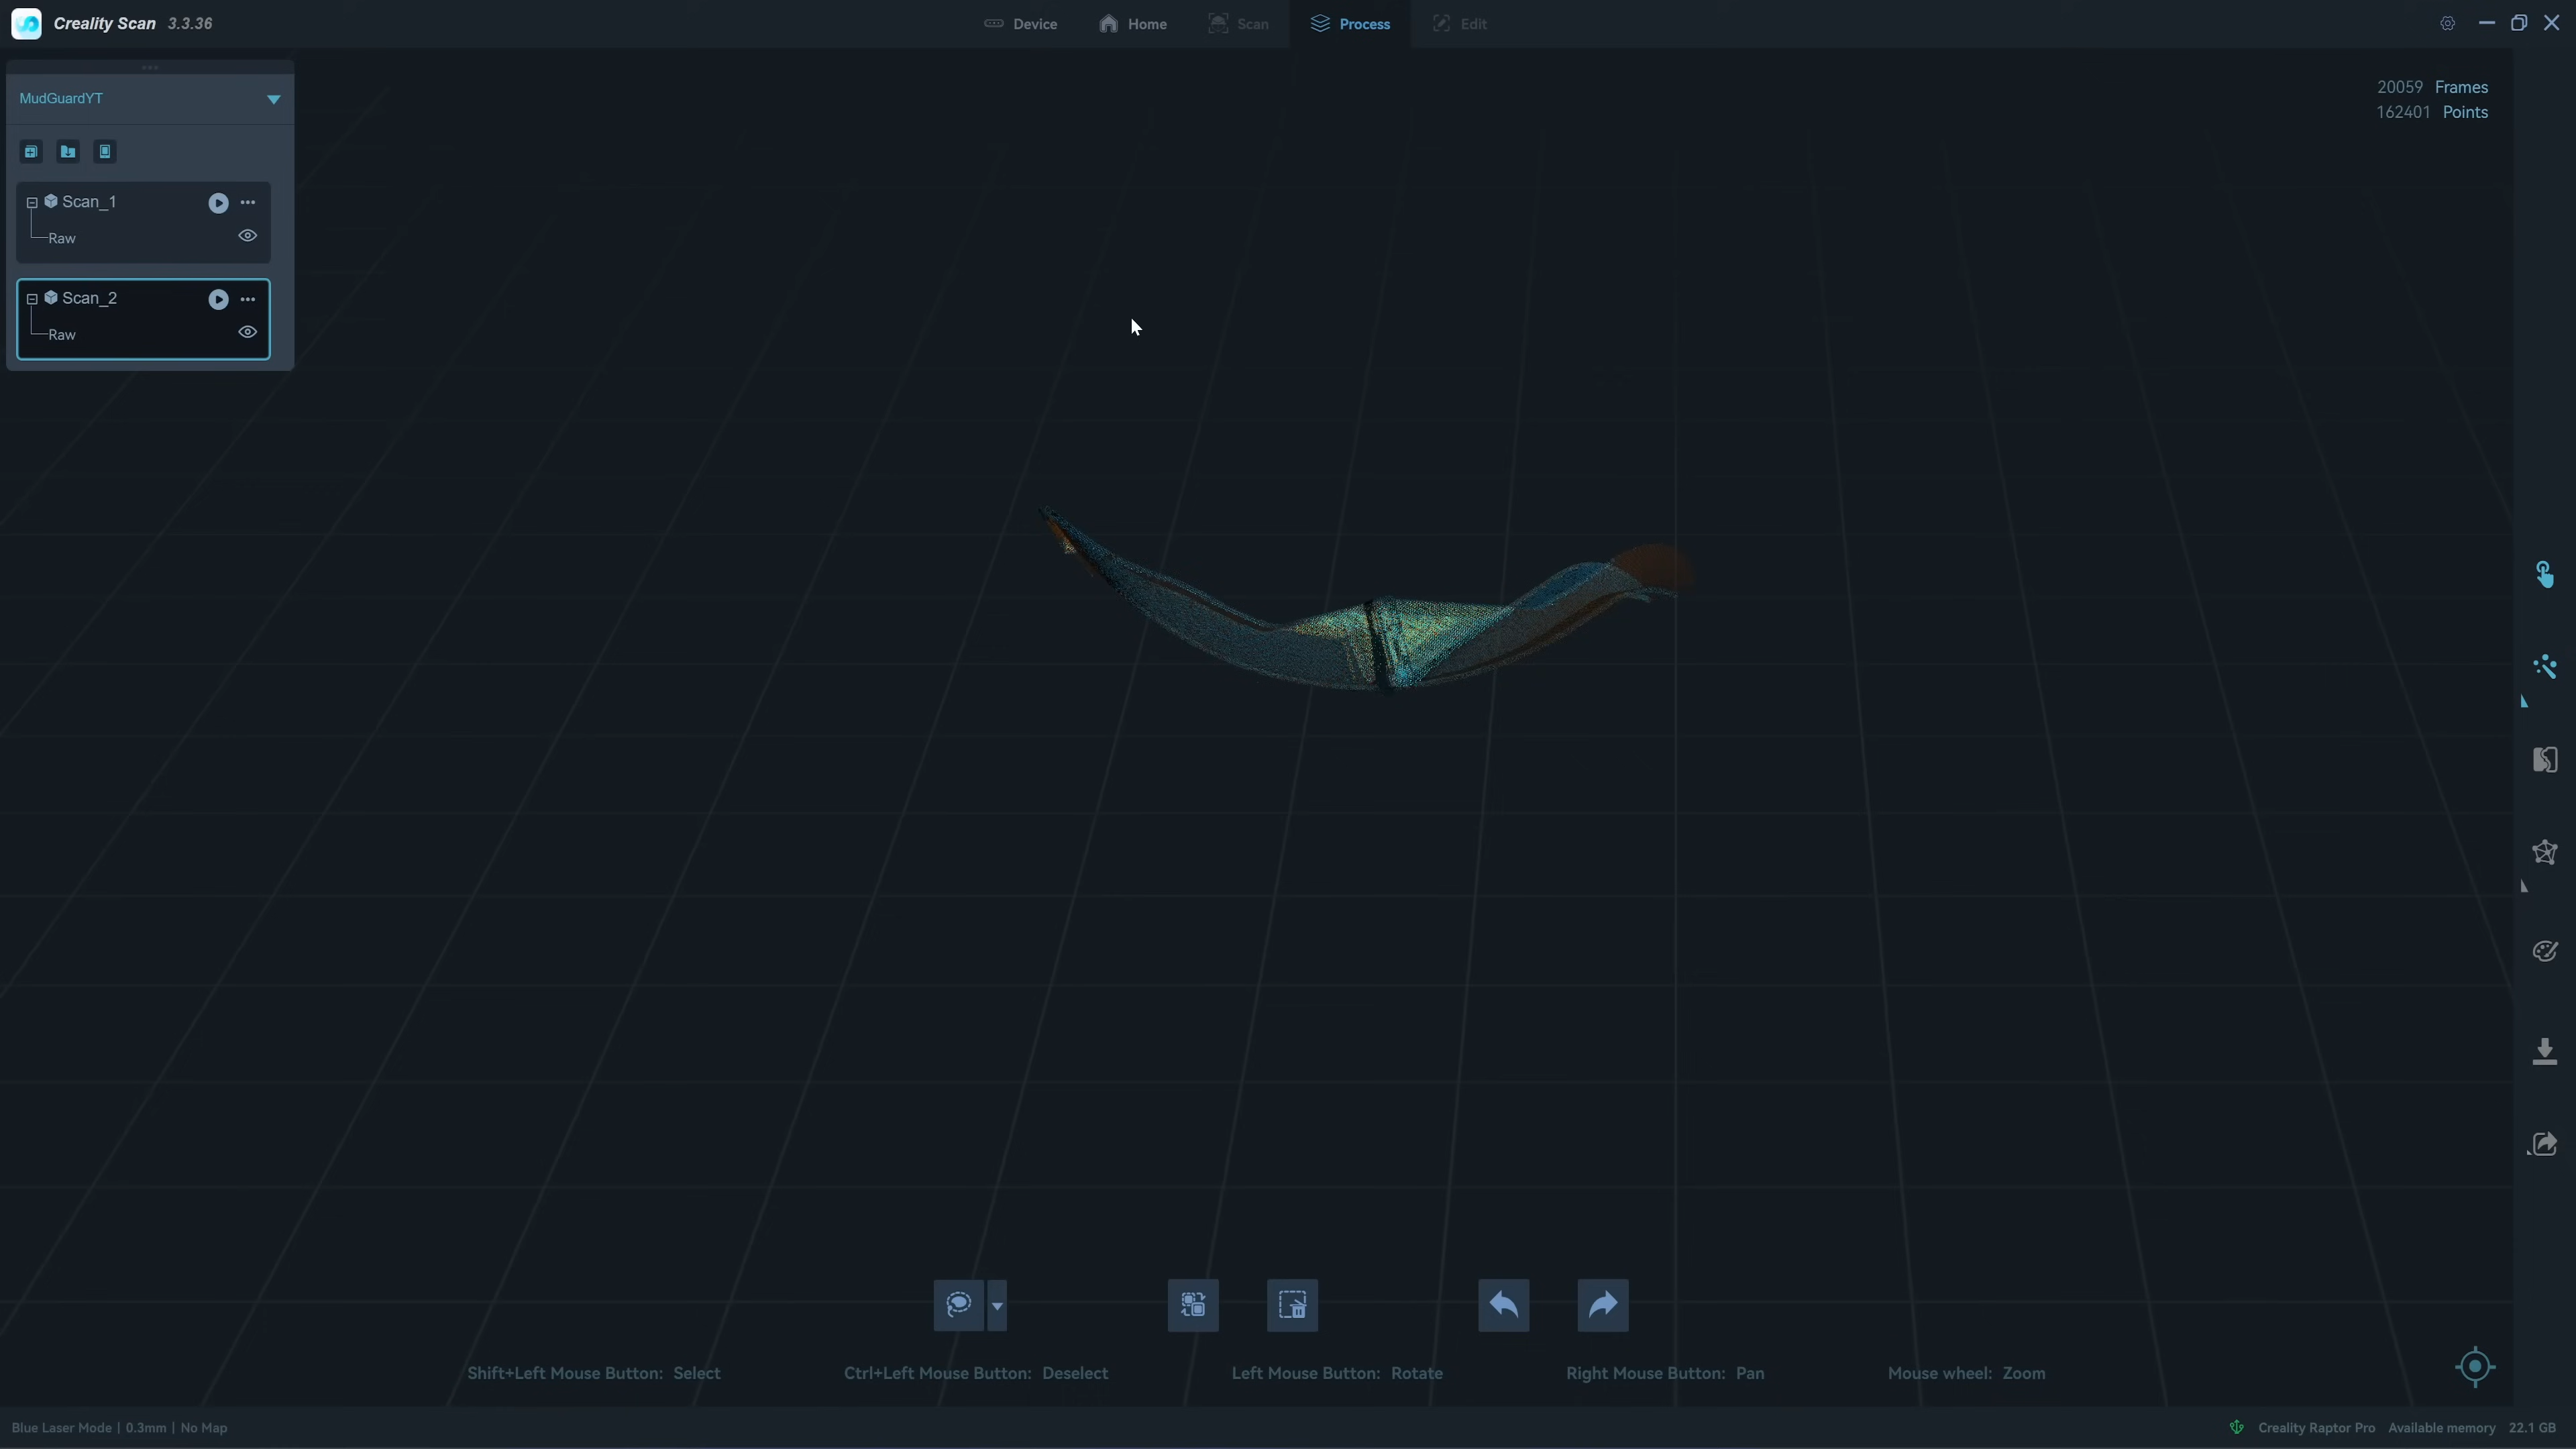 Creality Scan 3.3.36
Device
Home
Scan
Process
Edit
MudGuardYT
20059 Frames
162401 Points
Scan_1
Raw
Scan_2
Raw
Shift+Left Mouse Button: Select
Ctrl+Left Mouse Button: Deselect
Left Mouse Button: Rotate
Right Mouse Button: Pan
Mouse wheel: Zoom
Blue Laser Mode | 0.3mm | No Map
Creality Raptor Pro Available memory 22.1 GB